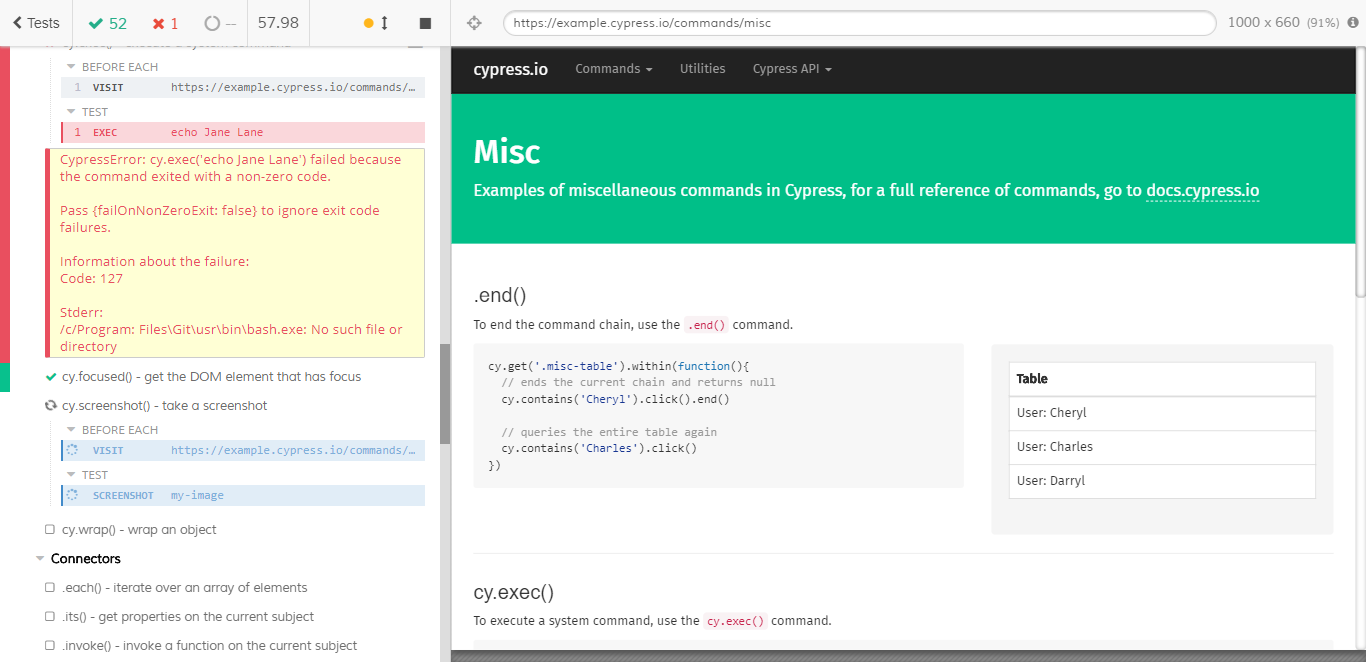 Tests
52
1
--
57.98
https://example.cypress.io/commands/misc
1000 x 660 (91%)
BEFORE EACH
1 VISIT https://example.cypress.io/commands/…
TEST
1 EXEC echo Jane Lane
CypressError: cy.exec('echo Jane Lane') failed because
the command exited with a non-zero code.
Pass {failOnNonZeroExit: false} to ignore exit code
failures.
Information about the failure:
Code: 127
Stderr:
/c/Program: Files\Git\usr\bin\bash.exe: No such file or
directory
cy.focused() - get the DOM element that has focus
cy.screenshot() - take a screenshot
BEFORE EACH
VISIT https://example.cypress.io/commands/…
TEST
SCREENSHOT my-image
cy.wrap() - wrap an object
Connectors
.each() - iterate over an array of elements
.its() - get properties on the current subject
.invoke() - invoke a function on the current subject
cypress.io Commands Utilities Cypress API
Misc
Examples of miscellaneous commands in Cypress, for a full reference of commands, go to docs.cypress.io
.end()
To end the command chain, use the .end() command.
cy.get('.misc-table').within(function(){
// ends the current chain and returns null
cy.contains('Cheryl').click().end()
// queries the entire table again
cy.contains('Charles').click()
})
Table
User: Cheryl
User: Charles
User: Darryl
cy.exec()
To execute a system command, use the cy.exec() command.